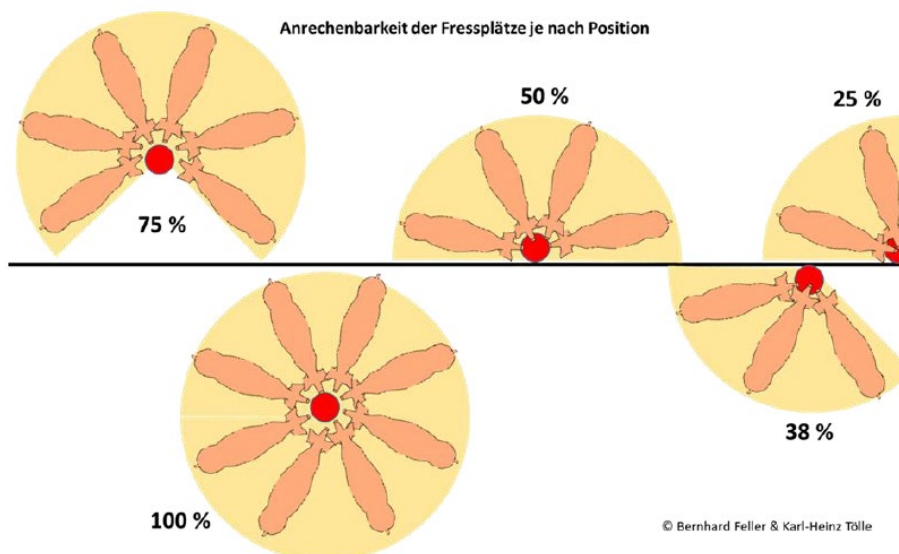 Anrechenbarkeit der Fressplätze je nach Position
50 %
25 %
75 %
38 %
100 %
© Bernhard Feller & Karl-Heinz Tölle